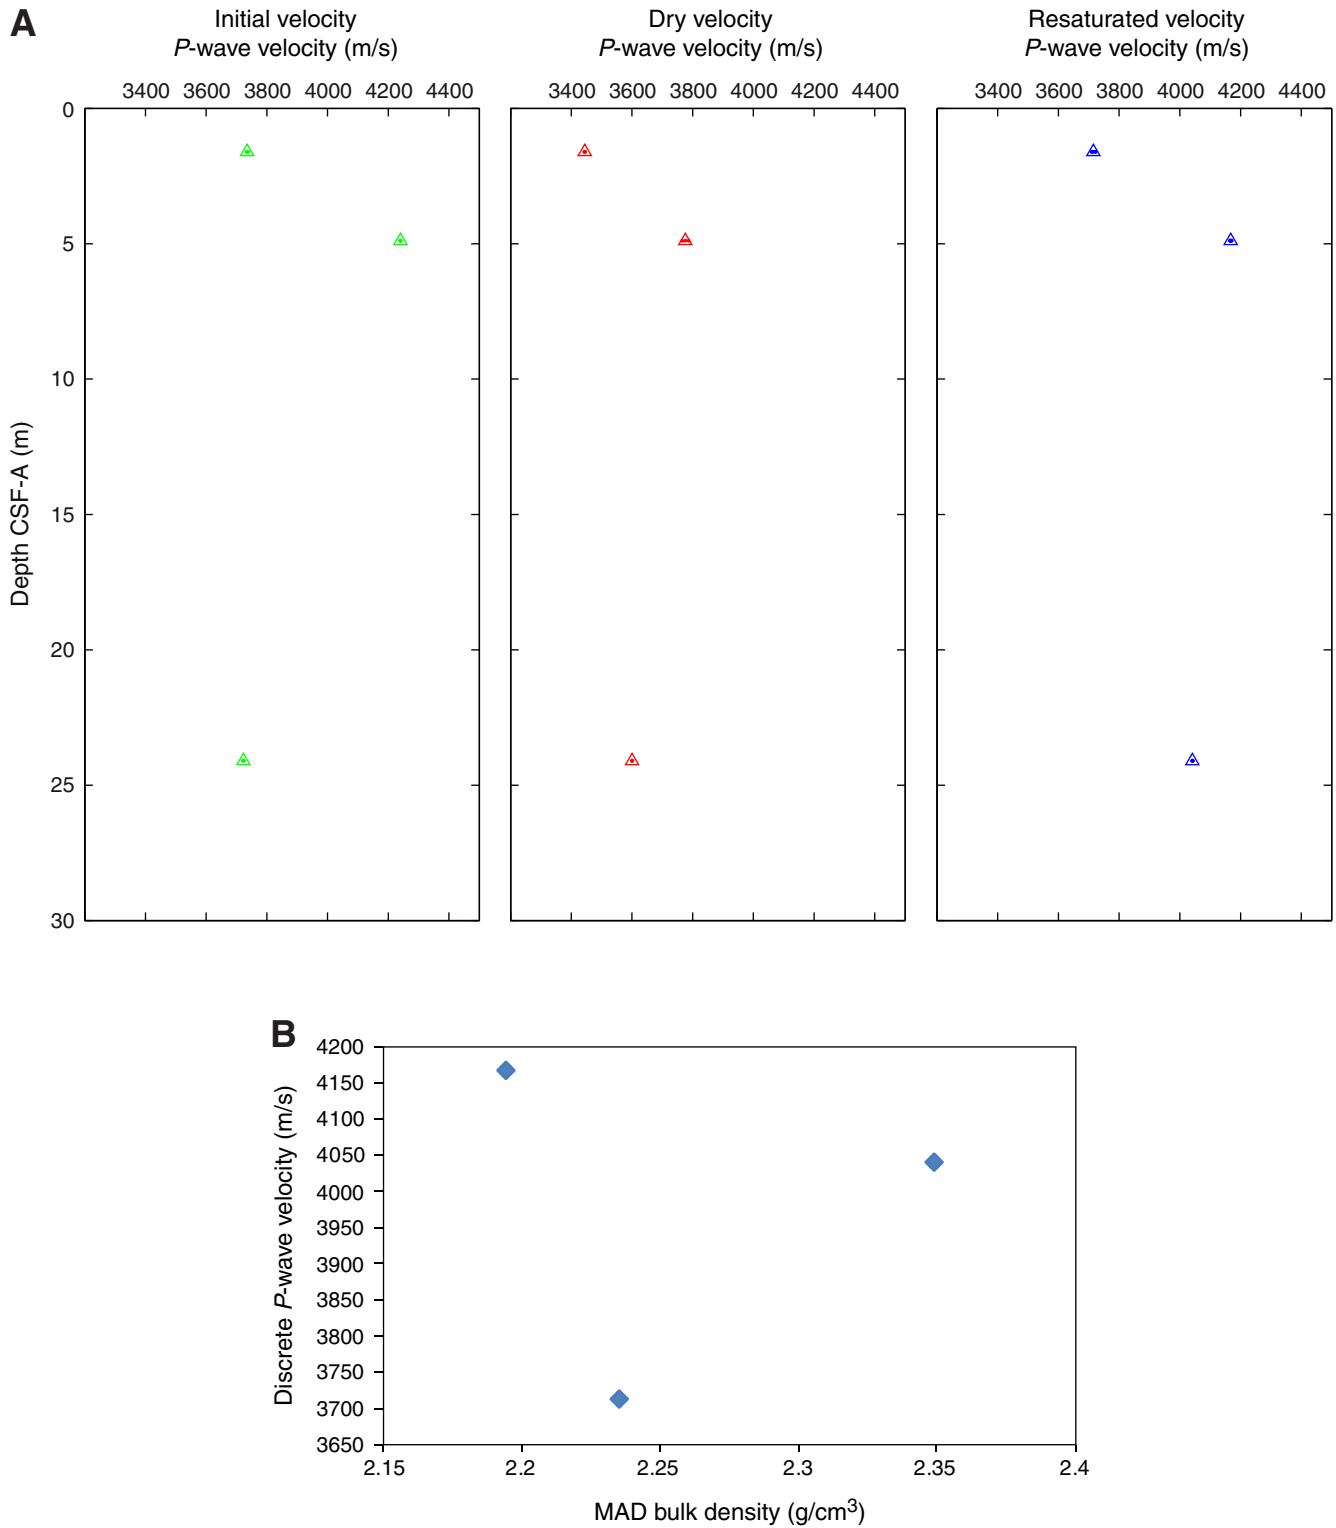 A
Initial velocity
P-wave velocity (m/s)
Dry velocity
P-wave velocity (m/s)
Resaturated velocity
P-wave velocity (m/s)
3400 3600 3800 4000 4200 4400
3400 3600 3800 4000 4200 4400
3400 3600 3800 4000 4200 4400
0
5
10
15
20
25
30
Depth CSF-A (m)
B
4200
4150
4100
4050
4000
3950
3900
3850
3800
3750
3700
3650
Discrete P-wave velocity (m/s)
2.15 2.2 2.25 2.3 2.35 2.4
MAD bulk density (g/cm³)